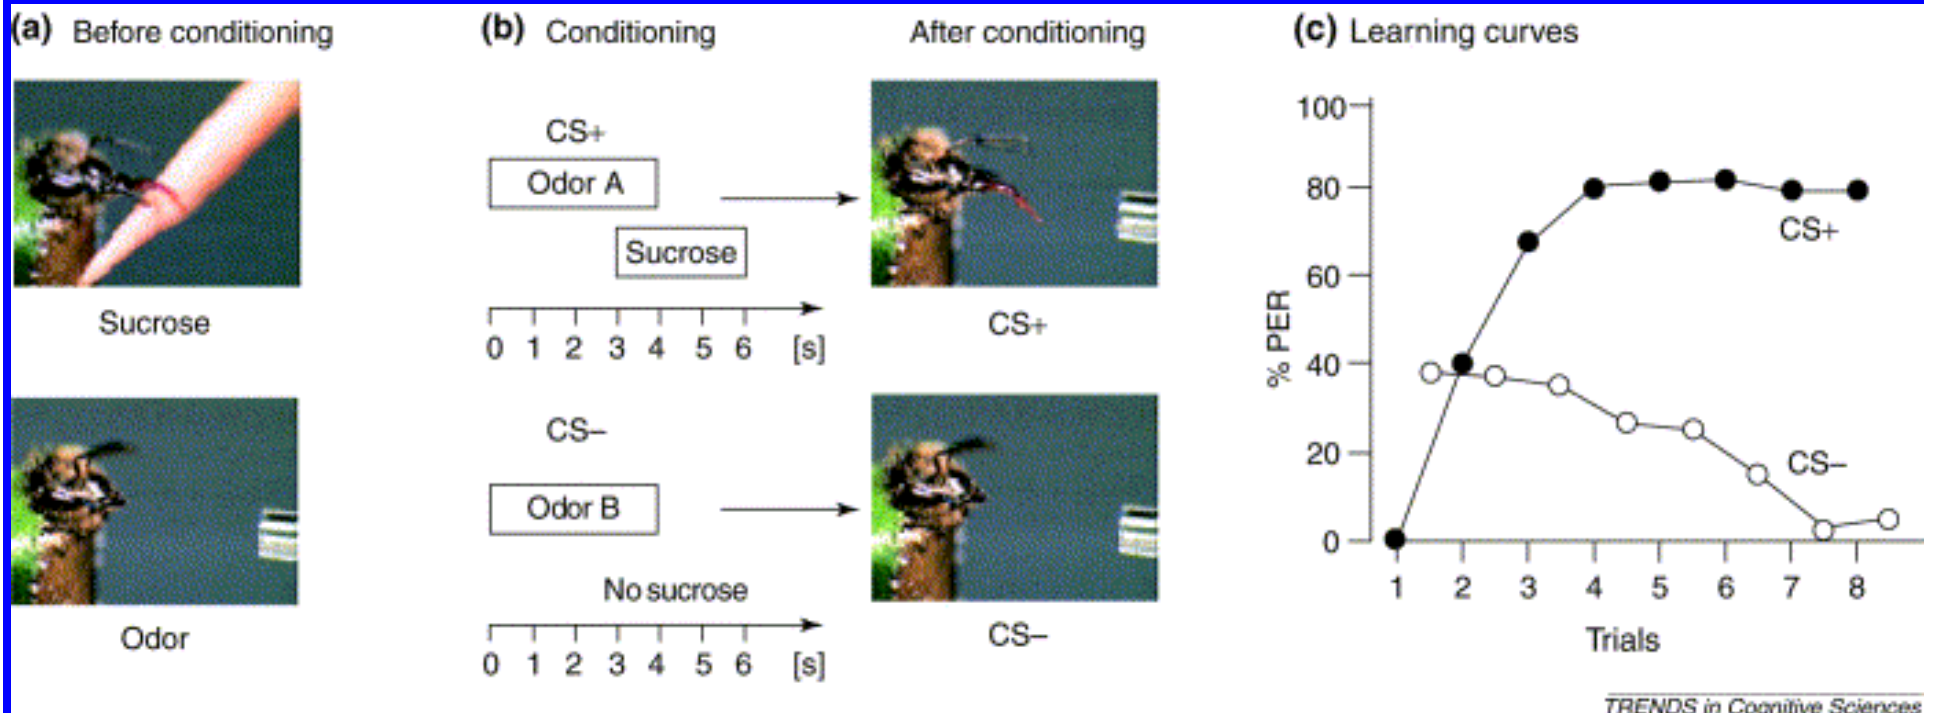 (a) Before conditioning
Sucrose
Odor
(b) Conditioning
After conditioning
CS+
Odor A
Sucrose
0 1 2 3 4 5 6 [s]
CS+
CS–
Odor B
No sucrose
0 1 2 3 4 5 6 [s]
CS–
(c) Learning curves
% PER
100
80
60
40
20
0
CS+
CS–
1 2 3 4 5 6 7 8
Trials
TRENDS in Cognitive Sciences